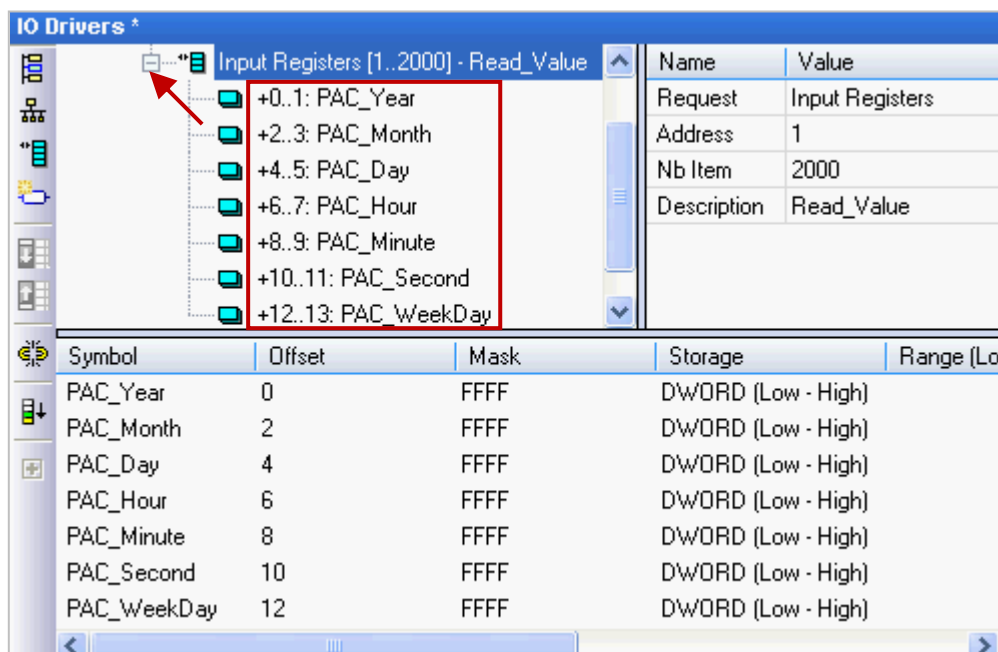 IO Drivers *
Input Registers [1..2000] - Read_Value
+0..1: PAC_Year
+2..3: PAC_Month
+4..5: PAC_Day
+6..7: PAC_Hour
+8..9: PAC_Minute
+10..11: PAC_Second
+12..13: PAC_WeekDay
Name Value
Request Input Registers
Address 1
Nb Item 2000
Description Read_Value
Symbol Offset Mask Storage Range (Lo
PAC_Year 0 FFFF DWORD (Low - High)
PAC_Month 2 FFFF DWORD (Low - High)
PAC_Day 4 FFFF DWORD (Low - High)
PAC_Hour 6 FFFF DWORD (Low - High)
PAC_Minute 8 FFFF DWORD (Low - High)
PAC_Second 10 FFFF DWORD (Low - High)
PAC_WeekDay 12 FFFF DWORD (Low - High)